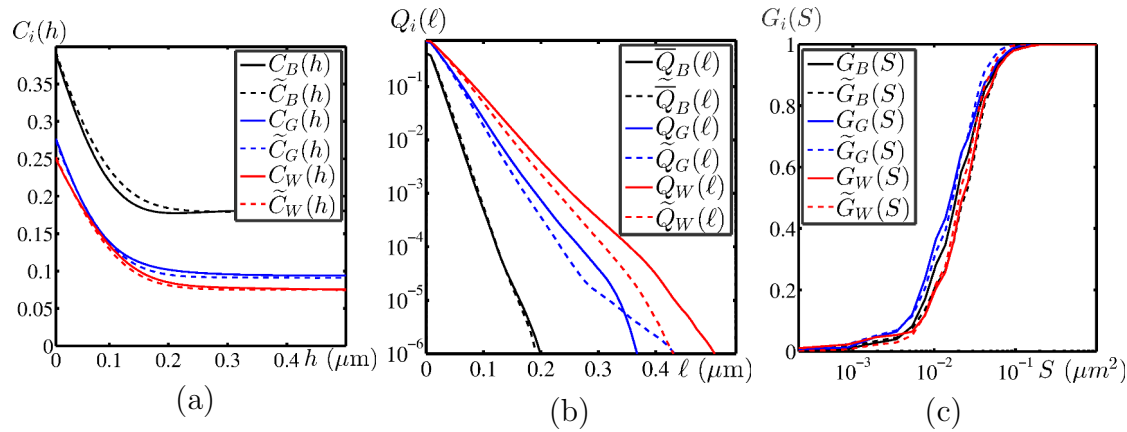 C_i(h)
0.35
0.3
0.25
0.2
0.15
0.1
0.05
0
0 0.1 0.2 0.3 0.4 h (μm)
C_B(h)
C̃_B(h)
C_G(h)
C̃_G(h)
C_W(h)
C̃_W(h)
(a)
Q_i(ℓ)
10^-1
10^-2
10^-3
10^-4
10^-5
10^-6
0 0.1 0.2 0.3 0.4 ℓ (μm)
Q̅_B(ℓ)
Q̃̅_B(ℓ)
Q_G(ℓ)
Q̃_G(ℓ)
Q_W(ℓ)
Q̃_W(ℓ)
(b)
G_i(S)
1
0.8
0.6
0.4
0.2
0
10^-3 10^-2 10^-1 S (μm²)
G_B(S)
G̃_B(S)
G_G(S)
G̃_G(S)
G_W(S)
G̃_W(S)
(c)